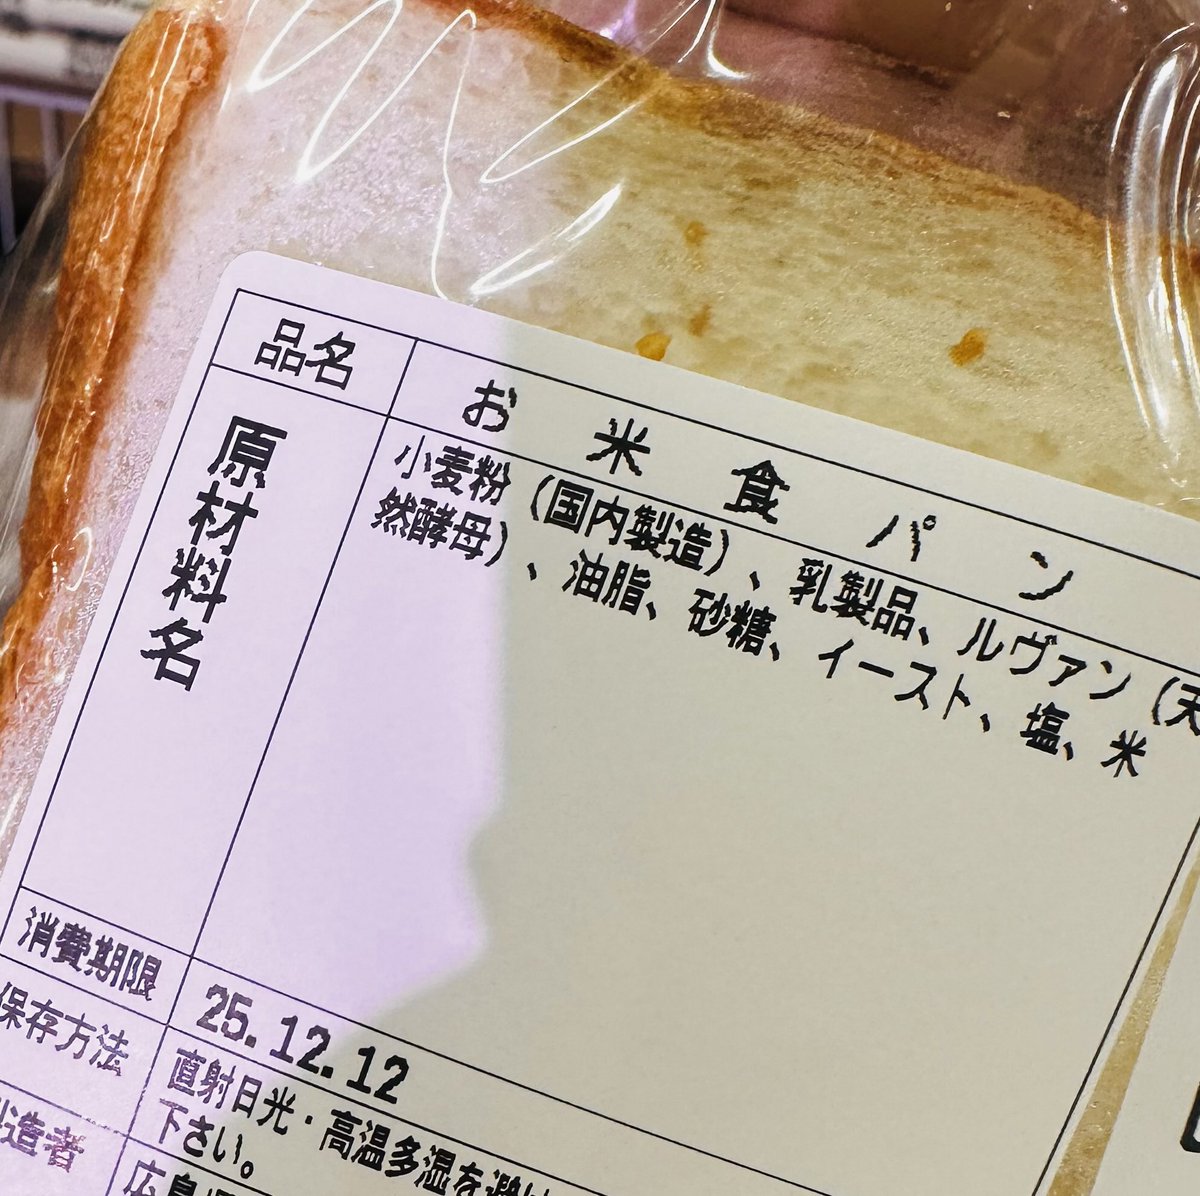 品名
お米食パン
原材料名
小麦粉（国内製造）、乳製品、ルヴァン（天
然酵母）、油脂、砂糖、イースト、塩、米
消費期限
25.12.12
保存方法
直射日光・高温多湿を避け
下さい。
造者
広島